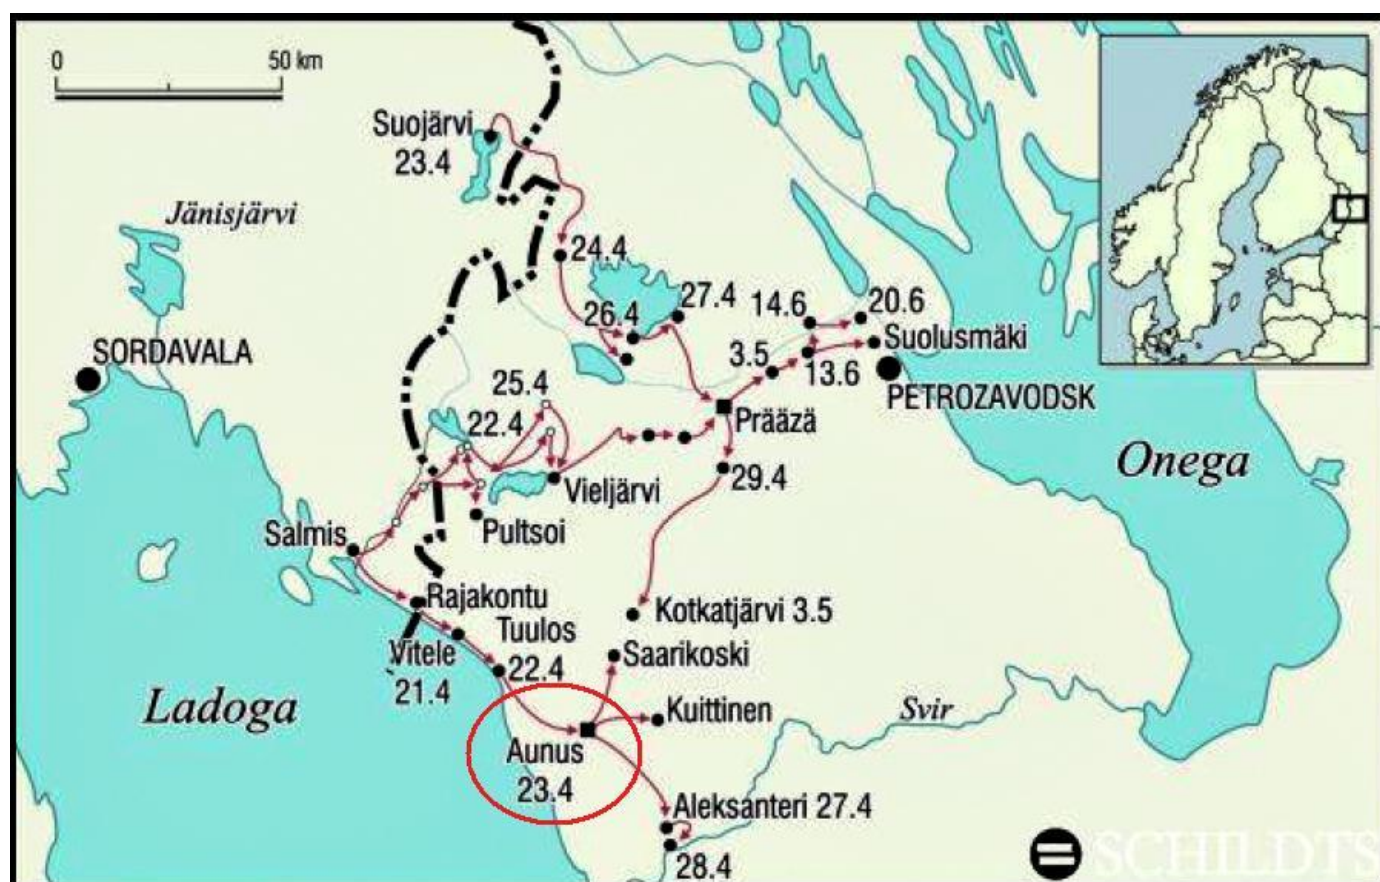 0
50 km
Suojärvi
23.4
Jänisjärvi
24.4
27.4
14.6
20.6
26.4
Suolusmäki
SORDAVALA
3.5
13.6
25.4
PETROZAVODSK
22.4
Prääzä
Onega
29.4
Vieljärvi
Salmis
Pultsoi
Rajakontu
Kotkatjärvi 3.5
Tuulos
Vitele
Saarikoski
22.4
21.4
Ladoga
Kuittinen
Svir
Aunus
23.4
Aleksanteri 27.4
28.4
SCHILDTS